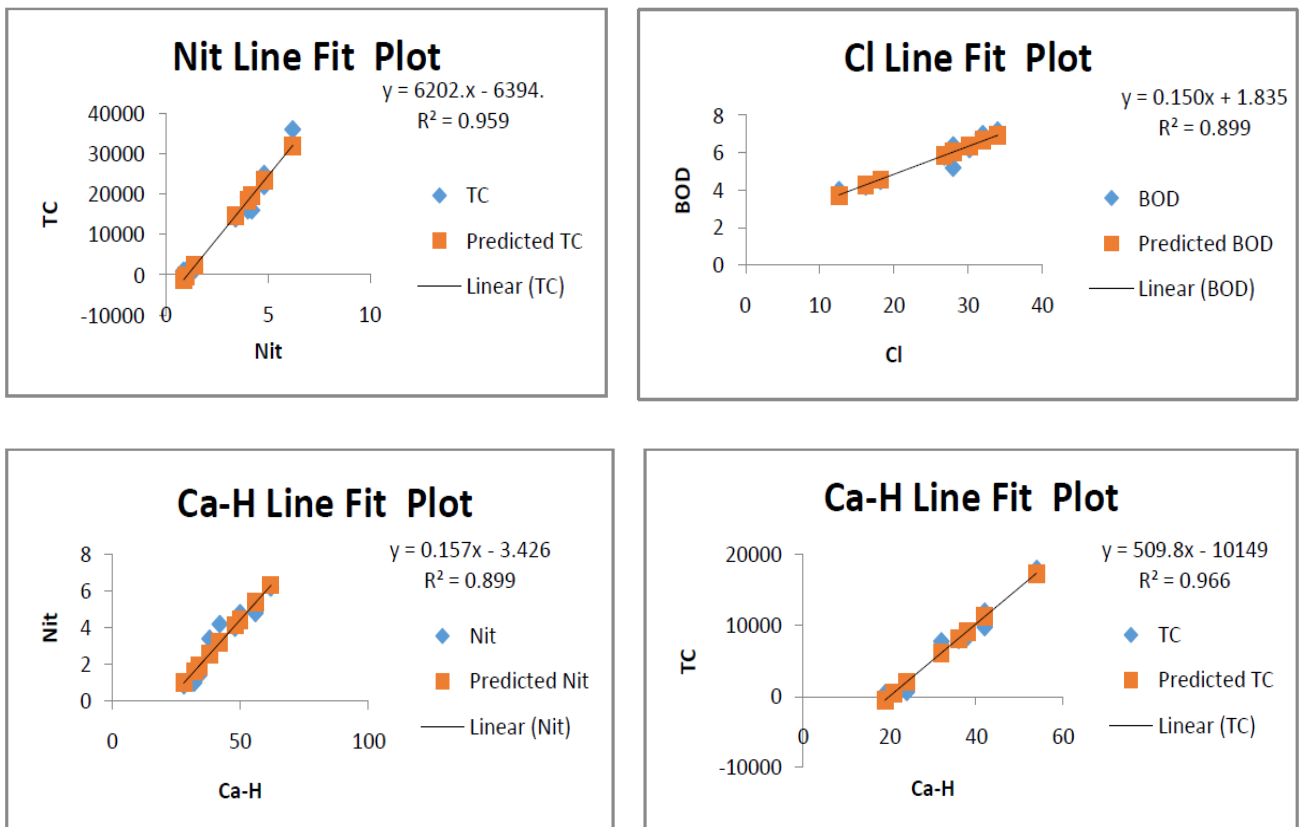 Nit Line Fit Plot
y = 6202.x - 6394.
R² = 0.959
40000
30000
20000
10000
0
-10000
TC
0
5
10
Nit
TC
Predicted TC
Linear (TC)
Cl Line Fit Plot
y = 0.150x + 1.835
R² = 0.899
8
6
4
2
0
BOD
0
10
20
30
40
Cl
BOD
Predicted BOD
Linear (BOD)
Ca-H Line Fit Plot
y = 0.157x - 3.426
R² = 0.899
8
6
4
2
0
Nit
0
50
100
Ca-H
Nit
Predicted Nit
Linear (Nit)
Ca-H Line Fit Plot
y = 509.8x - 10149
R² = 0.966
20000
10000
0
-10000
TC
0
20
40
60
Ca-H
TC
Predicted TC
Linear (TC)